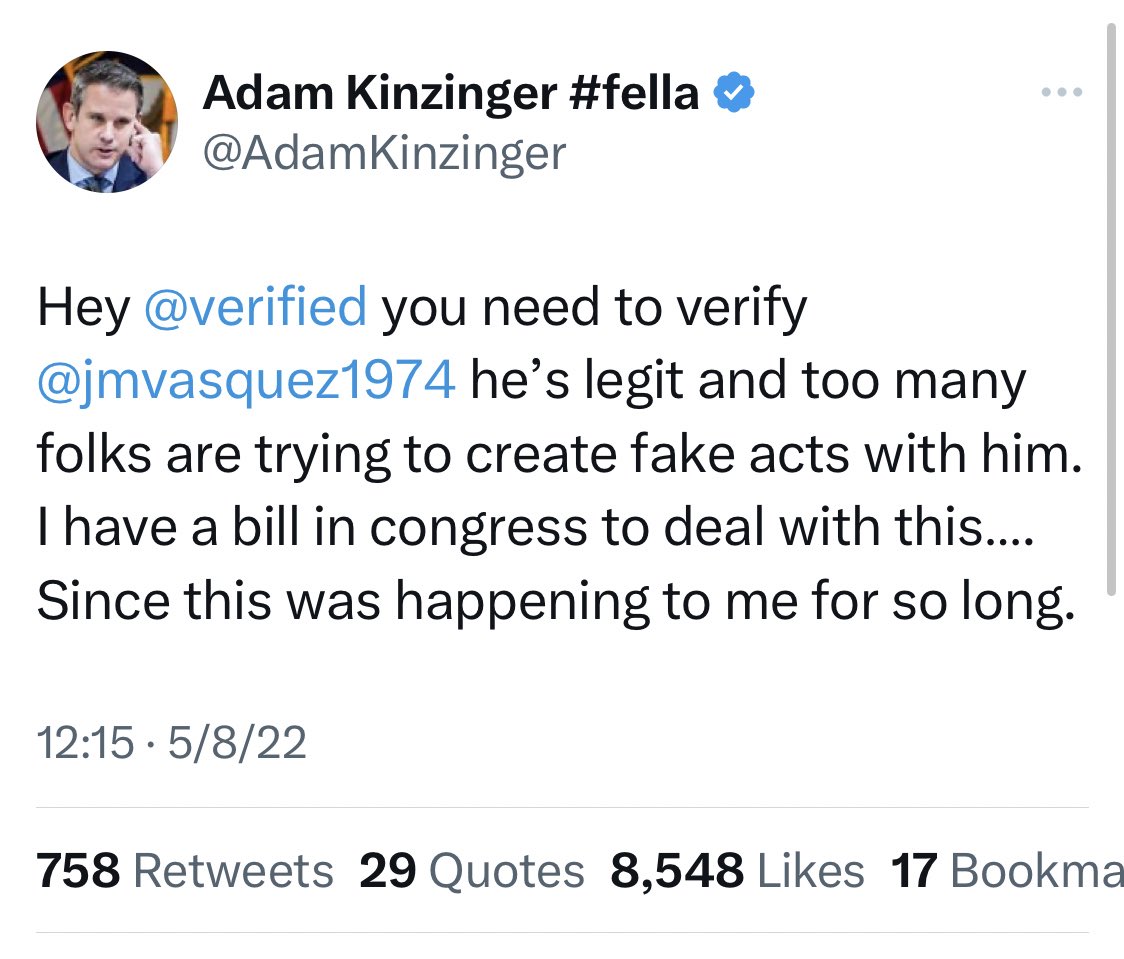 Adam Kinzinger #fella
@AdamKinzinger
Hey @verified you need to verify
@jmvasquez1974 he’s legit and too many
folks are trying to create fake acts with him.
I have a bill in congress to deal with this....
Since this was happening to me for so long.
12:15 · 5/8/22
758 Retweets 29 Quotes 8,548 Likes 17 Bookma